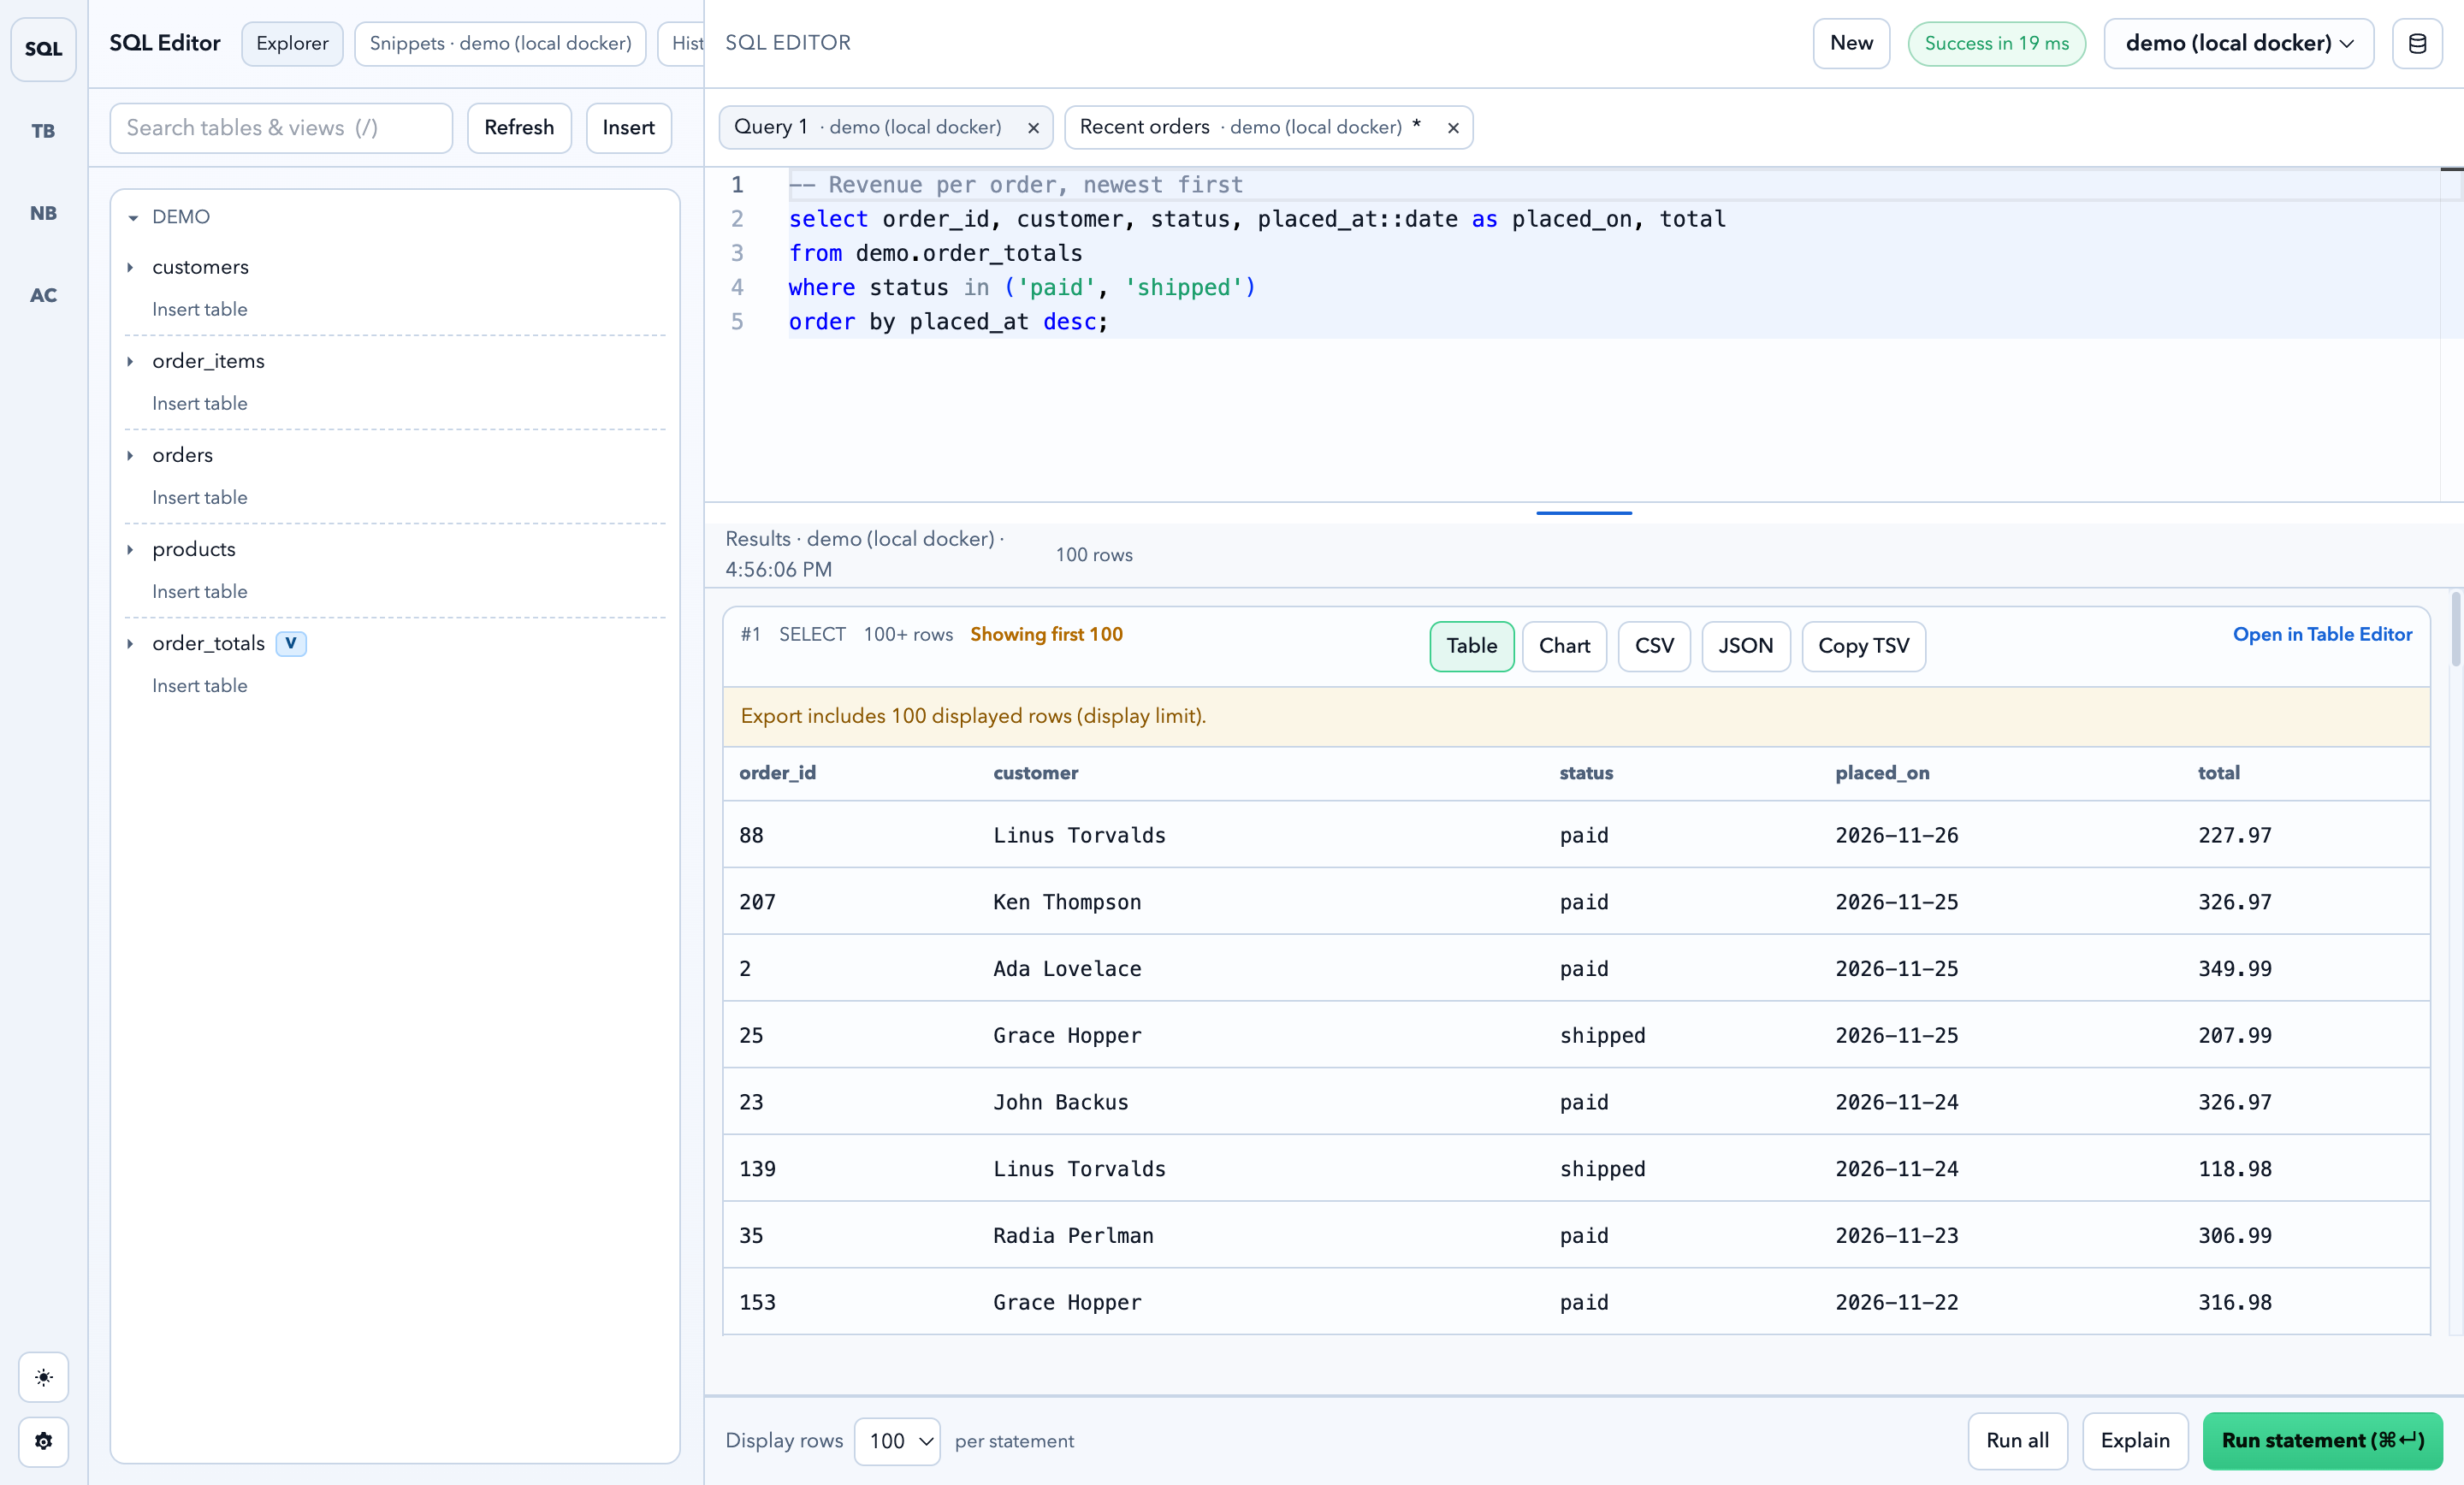 SQL
TB
NB
AC
SQL Editor
Explorer
Snippets · demo (local docker)
Hist
Search tables & views (/)
Refresh
Insert
DEMO
customers
Insert table
order_items
Insert table
orders
Insert table
products
Insert table
order_totals V
Insert table
SQL EDITOR
New
Success in 19 ms
demo (local docker)
Query 1 · demo (local docker) ×
Recent orders · demo (local docker) * ×
1 -- Revenue per order, newest first
2 select order_id, customer, status, placed_at::date as placed_on, total
3 from demo.order_totals
4 where status in ('paid', 'shipped')
5 order by placed_at desc;
Results · demo (local docker) ·
4:56:06 PM
100 rows
#1 SELECT 100+ rows Showing first 100
Table
Chart
CSV
JSON
Copy TSV
Open in Table Editor
Export includes 100 displayed rows (display limit).
order_id customer status placed_on total
88 Linus Torvalds paid 2026-11-26 227.97
207 Ken Thompson paid 2026-11-25 326.97
2 Ada Lovelace paid 2026-11-25 349.99
25 Grace Hopper shipped 2026-11-25 207.99
23 John Backus paid 2026-11-24 326.97
139 Linus Torvalds shipped 2026-11-24 118.98
35 Radia Perlman paid 2026-11-23 306.99
153 Grace Hopper paid 2026-11-22 316.98
Display rows 100 per statement
Run all
Explain
Run statement (⌘↵)